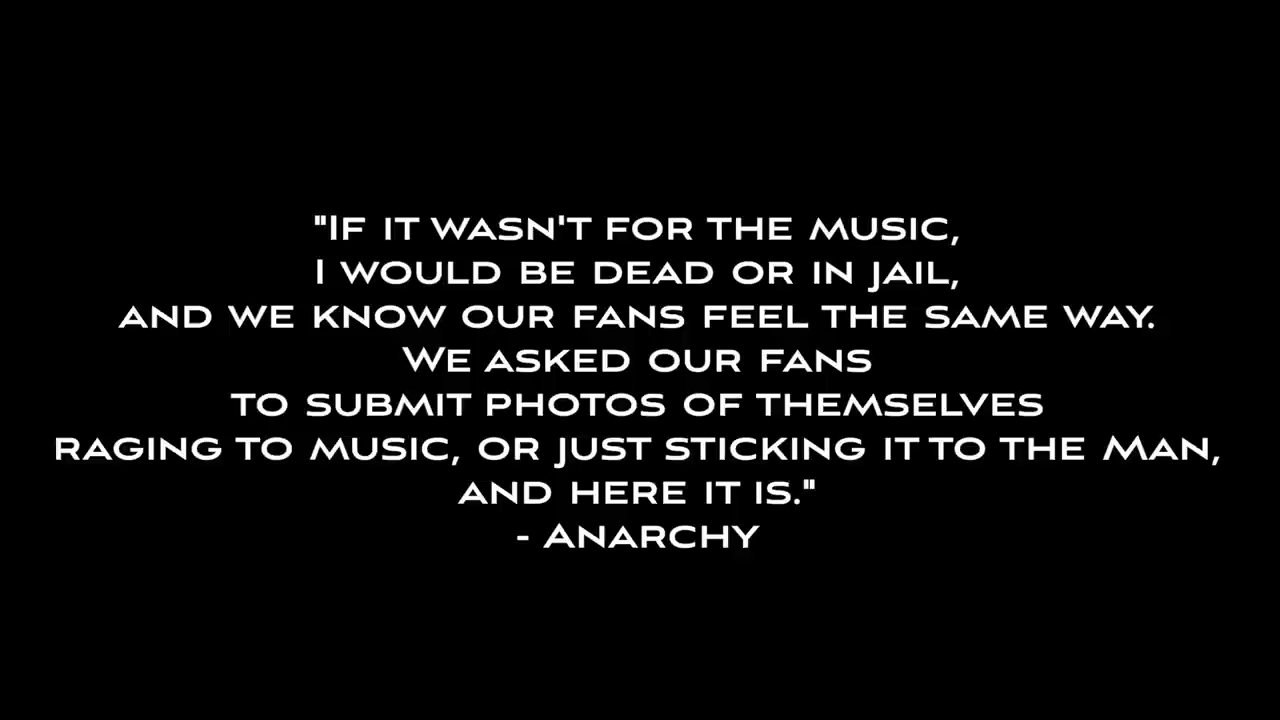 "If it wasn't for the music,
I would be dead or in jail,
and we know our fans feel the same way.
We asked our fans
to submit photos of themselves
raging to music, or just sticking it to the Man,
and here it is."
- Anarchy